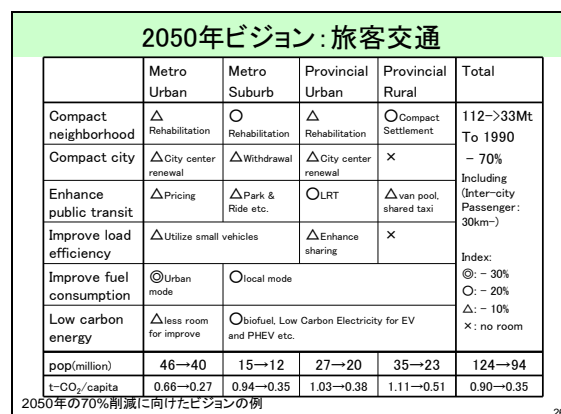 2050年ビジョン：旅客交通
Metro Urban Metro Suburb Provincial Urban Provincial Rural Total
Compact neighborhood △ Rehabilitation ○ Rehabilitation △ Rehabilitation ○Compact Settlement
Compact city △City center renewal △Withdrawal △City center renewal ×
Enhance public transit △Pricing △Park & Ride etc. ○LRT △van pool, shared taxi
Improve load efficiency △Utilize small vehicles △Enhance sharing ×
Improve fuel consumption ◎Urban mode ○local mode
Low carbon energy △less room for improve ○biofuel, Low Carbon Electricity for EV and PHEV etc.
112->33Mt
To 1990
－70%
Including
(Inter-city
Passenger:
30km-)
Index:
◎:－30%
○:－20%
△:－10%
×:no room
pop(million) 46→40 15→12 27→20 35→23 124→94
t-CO₂/capita 0.66→0.27 0.94→0.35 1.03→0.38 1.11→0.51 0.90→0.35
2050年の70%削減に向けたビジョンの例